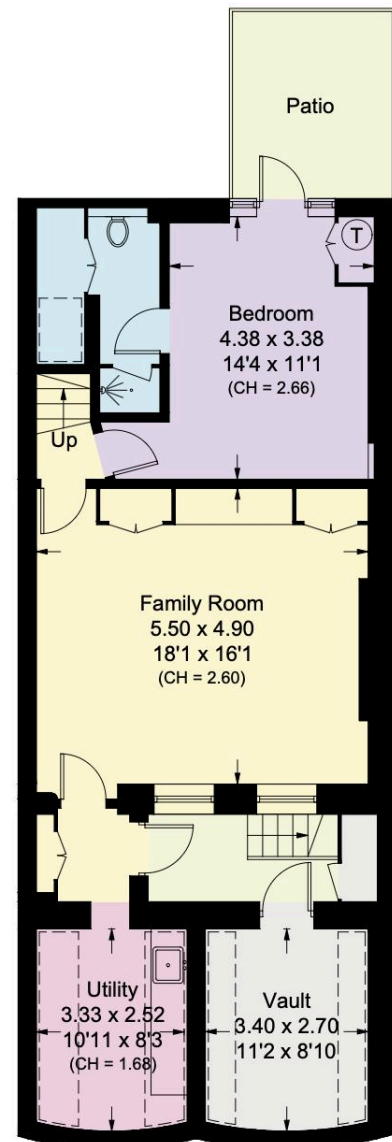 Patio
T
Bedroom
4.38 x 3.38
14'4 x 11'1
(CH = 2.66)
Up
Family Room
5.50 x 4.90
18'1 x 16'1
(CH = 2.60)
Utility
3.33 x 2.52
10'11 x 8'3
(CH = 1.68)
Vault
3.40 x 2.70
11'2 x 8'10